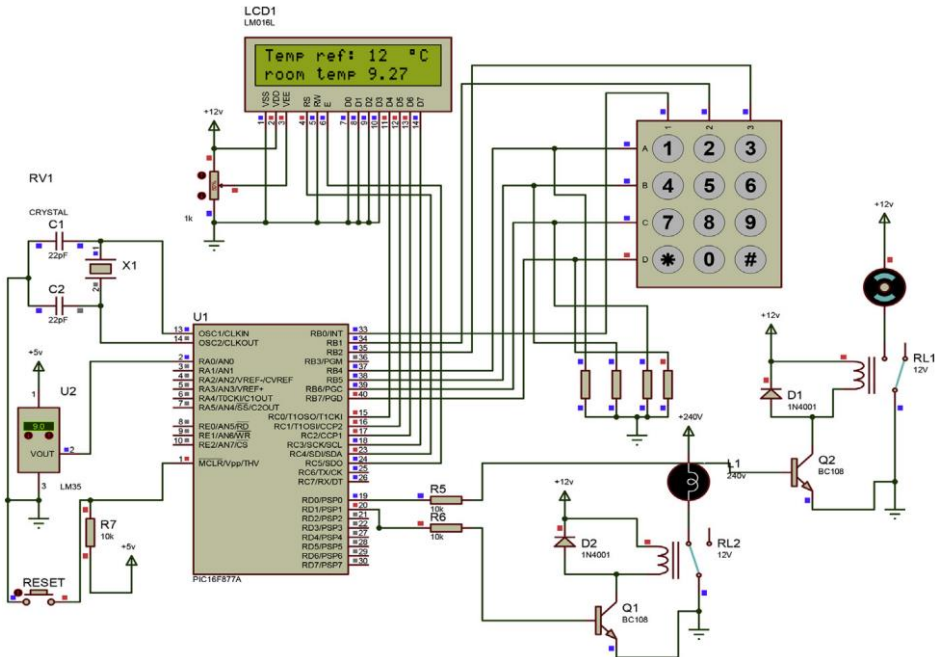 LCD1
LM016L
Temp ref: 12 °C
room temp 9.27
VSS
VDD
VEE
RS
RW
E
D0
D1
D2
D3
D4
D5
D6
D7
1
2
3
4
5
6
7
8
9
10
11
12
13
14
+12v
1k
RV1
CRYSTAL
C1
22pF
C2
22pF
1
2
X1
1
2
3
A
B
C
D
1 2 3
4 5 6
7 8 9
* 0 #
U1
13 OSC1/CLKIN
14 OSC2/CLKOUT
2 RA0/AN0
3 RA1/AN1
4 RA2/AN2/VREF-/CVREF
5 RA3/AN3/VREF+
6 RA4/T0CKI/C1OUT
7 RA5/AN4/SS/C2OUT
8 RE0/AN5/RD
9 RE1/AN6/WR
10 RE2/AN7/CS
1 MCLR/Vpp/THV
RB0/INT 33
RB1 34
RB2 35
RB3/PGM 36
RB4 37
RB5 38
RB6/PGC 39
RB7/PGD 40
RC0/T1OSO/T1CKI 15
RC1/T1OSI/CCP2 16
RC2/CCP1 17
RC3/SCK/SCL 18
RC4/SDI/SDA 23
RC5/SDO 24
RC6/TX/CK 25
RC7/RX/DT 26
RD0/PSP0 19
RD1/PSP1 20
RD2/PSP2 21
RD3/PSP3 22
RD4/PSP4 27
RD5/PSP5 28
RD6/PSP6 29
RD7/PSP7 30
PIC16F877A
+5v
U2
1
9.0
VOUT
2
3
LM35
R7
10k
+5v
RESET
R5
10k
R6
10k
+240V
L1
240v
+12v
D2
1N4001
RL2
12V
Q1
BC108
+12v
+12v
D1
1N4001
RL1
12V
Q2
BC108